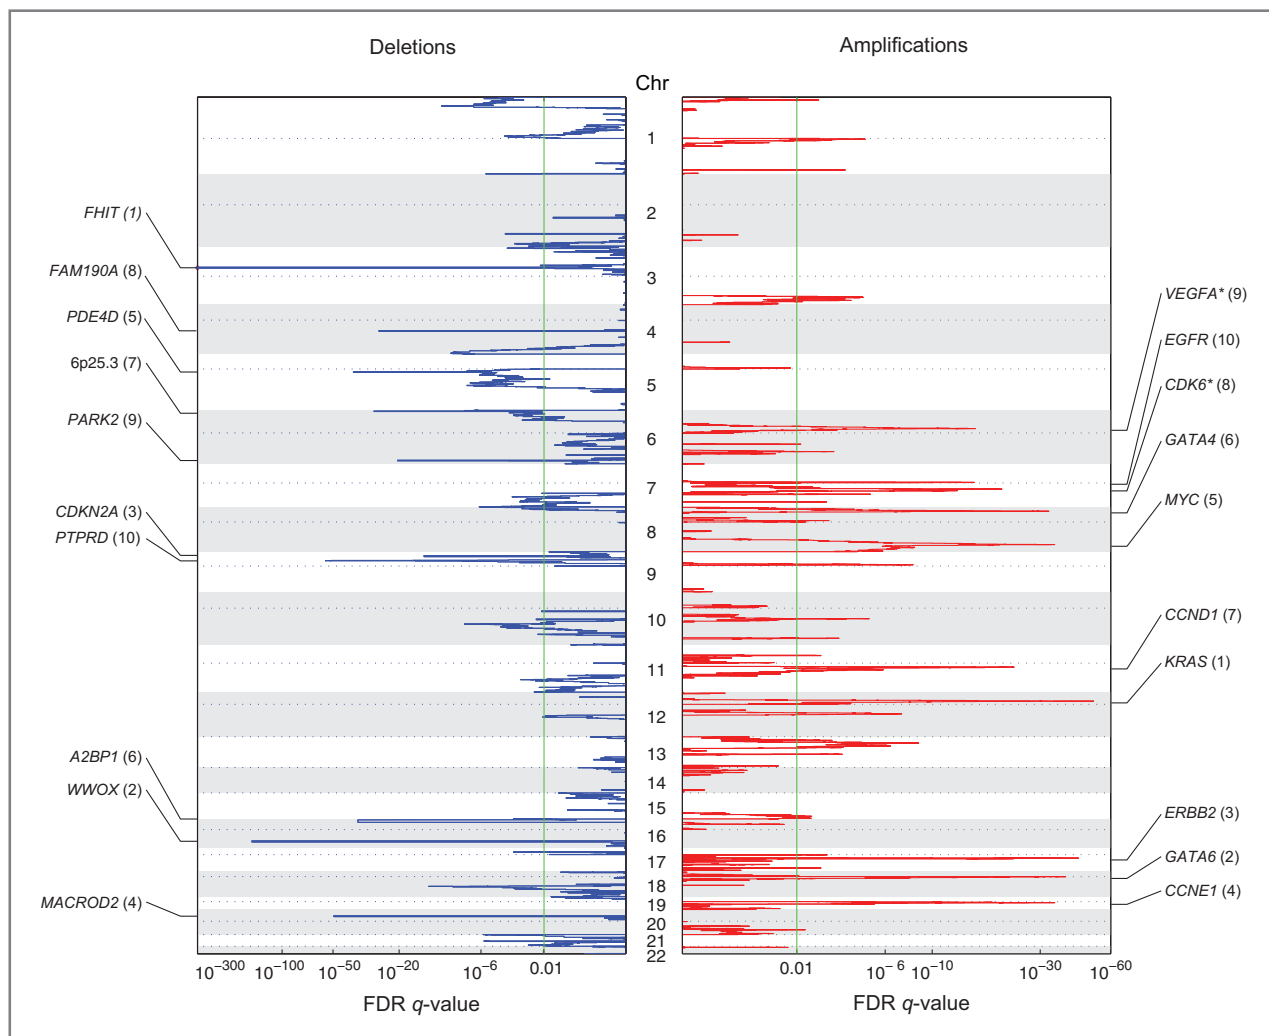 Deletions
Amplifications
Chr
FHIT (1)
FAM190A (8)
PDE4D (5)
6p25.3 (7)
PARK2 (9)
CDKN2A (3)
PTPRD (10)
A2BP1 (6)
WWOX (2)
MACROD2 (4)
1
2
3
4
5
6
7
8
9
10
11
12
13
14
15
16
17
18
19
20
21
22
VEGFA* (9)
EGFR (10)
CDK6* (8)
GATA4 (6)
MYC (5)
CCND1 (7)
KRAS (1)
ERBB2 (3)
GATA6 (2)
CCNE1 (4)
10⁻³⁰⁰ 10⁻¹⁰⁰ 10⁻⁵⁰ 10⁻²⁰ 10⁻⁶ 0.01
0.01 10⁻⁶ 10⁻¹⁰ 10⁻³⁰ 10⁻⁶⁰
FDR q-value
FDR q-value